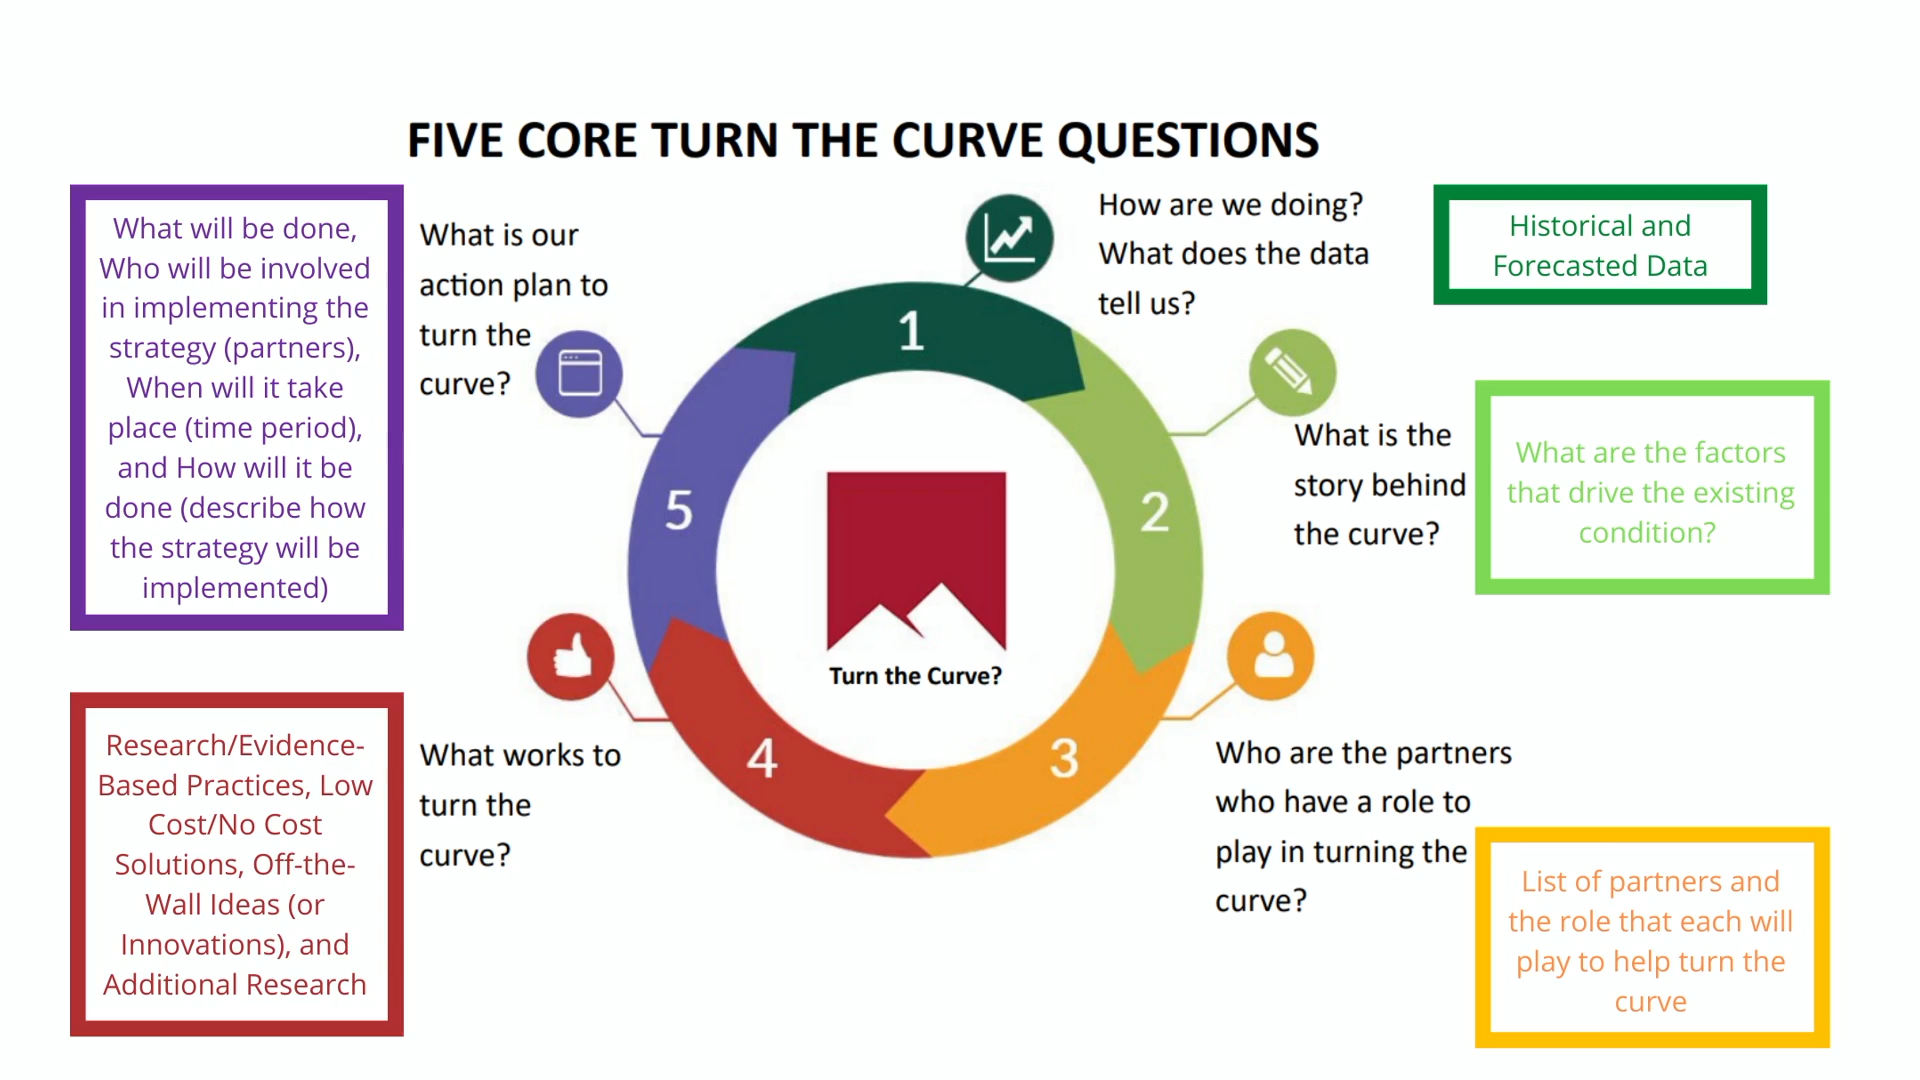 FIVE CORE TURN THE CURVE QUESTIONS
What will be done,
Who will be involved
in implementing the
strategy (partners),
When will it take
place (time period),
and How will it be
done (describe how
the strategy will be
implemented)
What is our
action plan to
turn the
curve?
How are we doing?
What does the data
tell us?
Historical and
Forecasted Data
1
2
3
4
5
Turn the Curve?
What is the
story behind
the curve?
What are the factors
that drive the existing
condition?
Research/Evidence-
Based Practices, Low
Cost/No Cost
Solutions, Off-the-
Wall Ideas (or
Innovations), and
Additional Research
What works to
turn the
curve?
Who are the partners
who have a role to
play in turning the
curve?
List of partners and
the role that each will
play to help turn the
curve